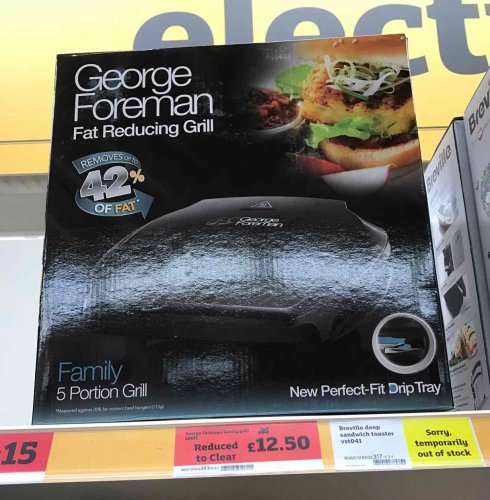 elect
George
Foreman
Fat Reducing Grill
REMOVES UP TO
42%
OF FAT*
George
Foreman
Family
5 Portion Grill
New Perfect-Fit Drip Tray
Breville
Breville
15
George Foreman Family grill
Reduced
to Clear
£12.50
Breville deep
sandwich toaster
vst041
Sorry,
temporarily
out of stock